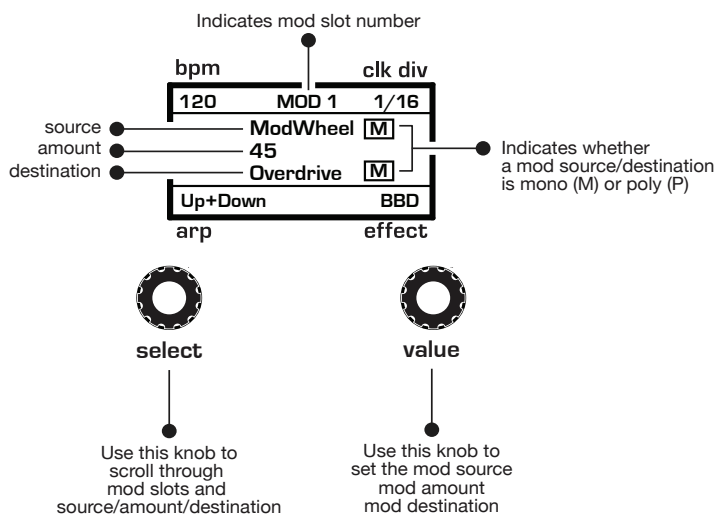 Indicates mod slot number
bpm clk div
120 MOD 1 1/16
source ModWheel M
amount 45
destination Overdrive M
Indicates whether
a mod source/destination
is mono (M) or poly (P)
Up+Down BBD
arp effect
select value
Use this knob to
scroll through
mod slots and
source/amount/destination
Use this knob to
set the mod source
mod amount
mod destination